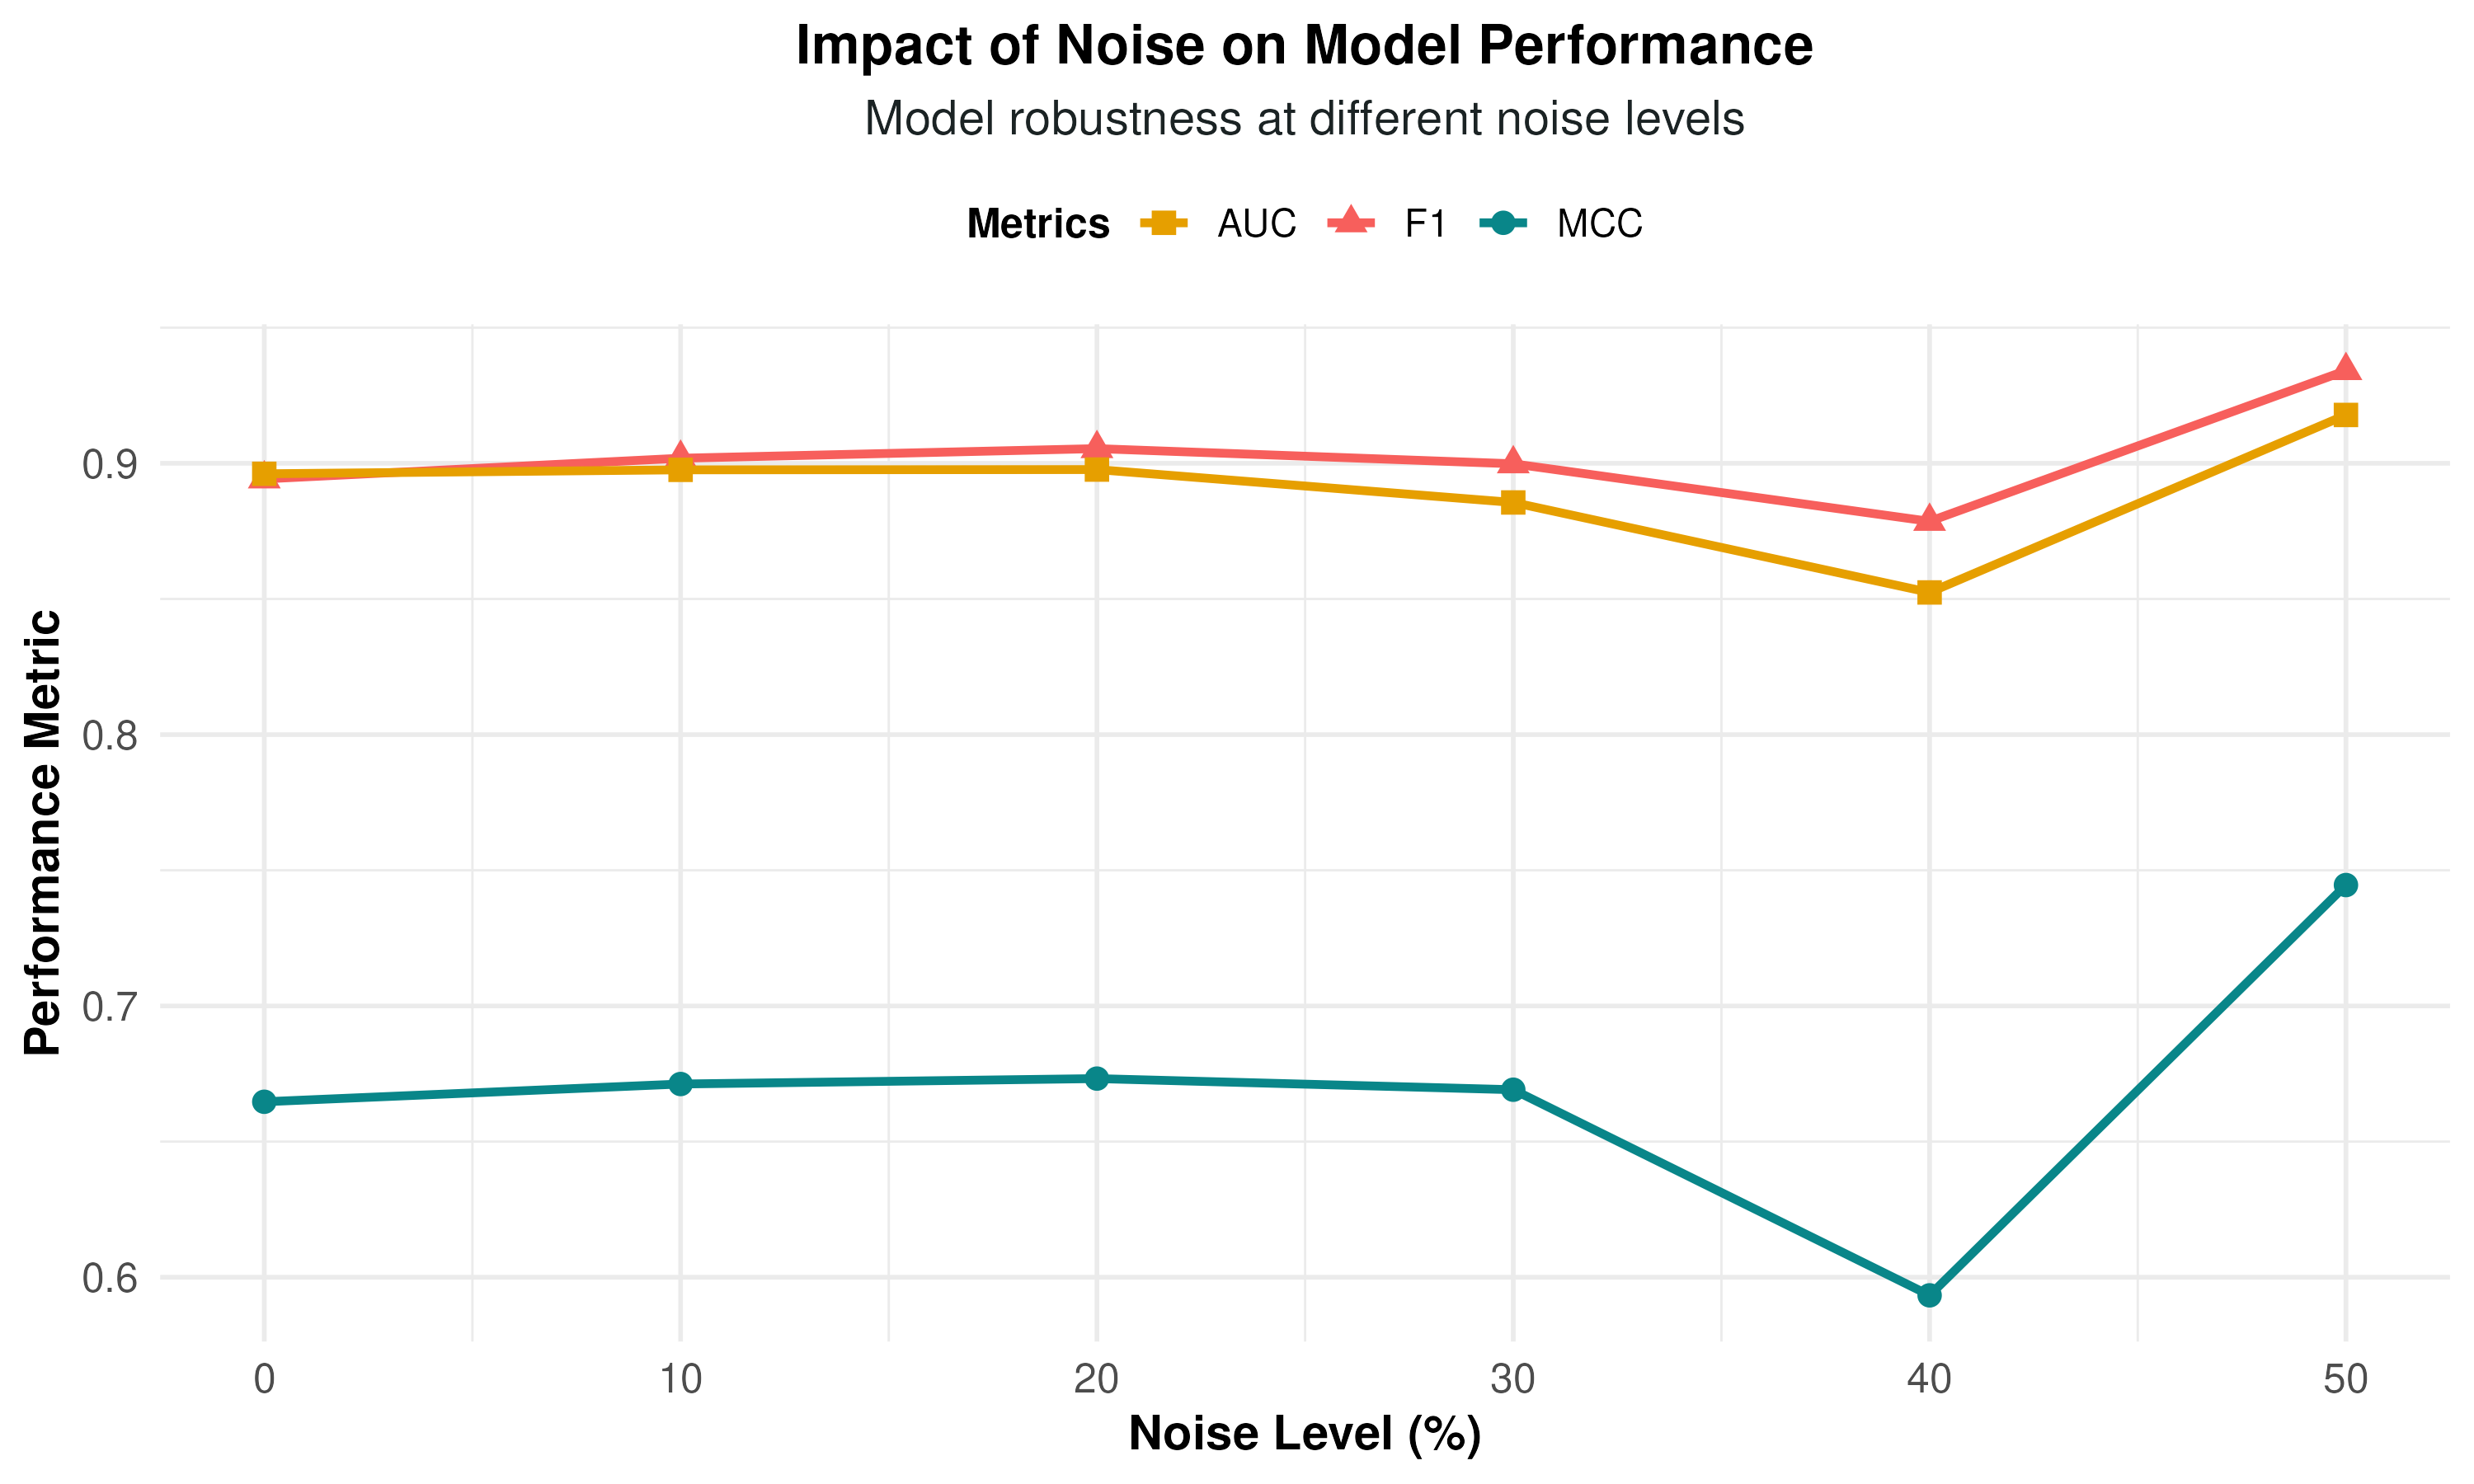 Impact of Noise on Model Performance
Model robustness at different noise levels
Metrics AUC F1 MCC
Performance Metric
0.9
0.8
0.7
0.6
0 10 20 30 40 50
Noise Level (%)